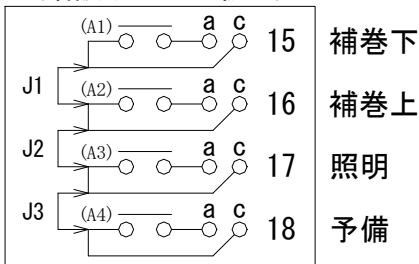 (A1) a c 15 補巻下
J1
(A2) a c 16 補巻上
J2
(A3) a c 17 照明
J3
(A4) a c 18 予備